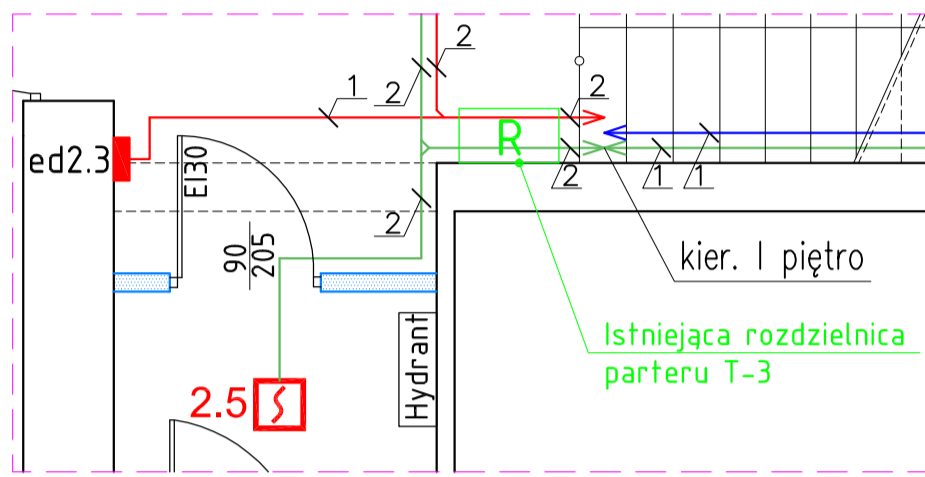 2
1
2
2
ed2.3
EI30
R
2
1
1
2
90
205
kier. I piętro
Istniejąca rozdzielnica
parteru T-3
Hydrant
2.5